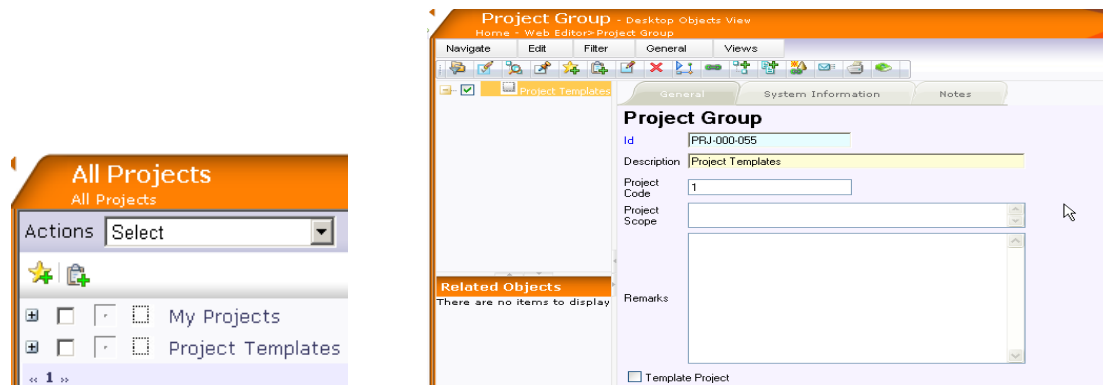 All Projects
All Projects
Actions Select
My Projects
Project Templates
« 1 »
Project Group - Desktop Objects View
Home - Web Editor>Project Group
Navigate Edit Filter General Views
Project Templates
General System Information Notes
Project Group
Id PRJ-000-055
Description Project Templates
Project Code 1
Project Scope
Related Objects
There are no items to display
Remarks
Template Project